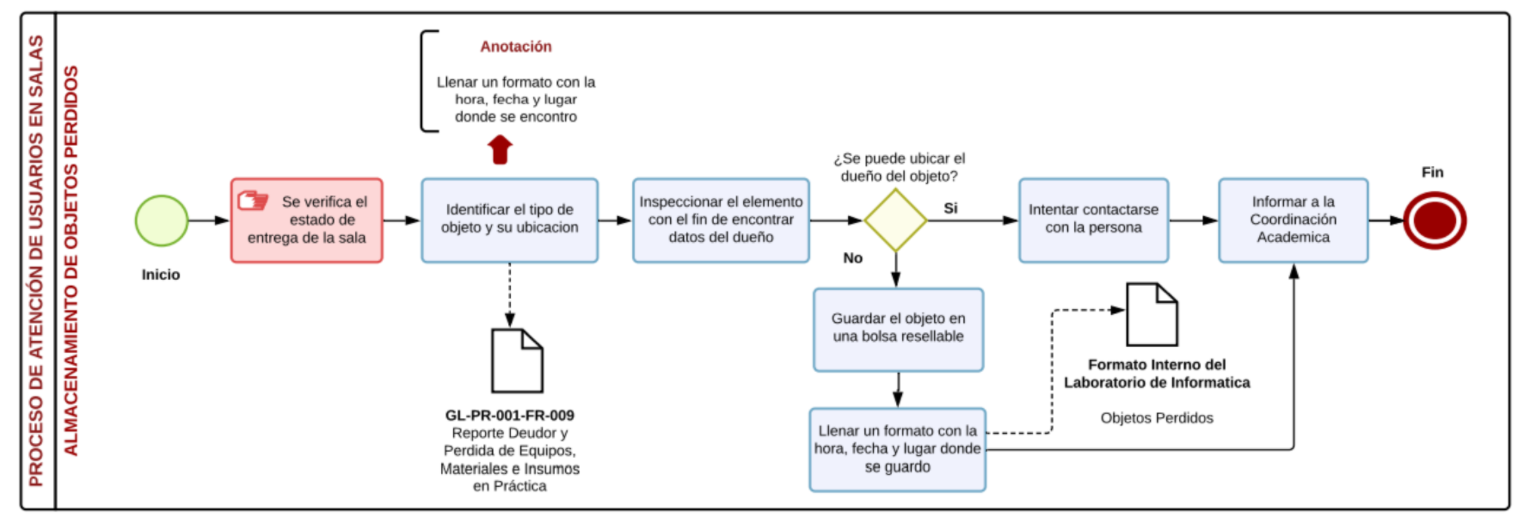 PROCESO DE ATENCIÓN DE USUARIOS EN SALAS
ALMACENAMIENTO DE OBJETOS PERDIDOS
Inicio
Se verifica el
estado de
entrega de la sala
Anotación
Llenar un formato con la
hora, fecha y lugar
donde se encontro
Identificar el tipo de
objeto y su ubicacion
GL-PR-001-FR-009
Reporte Deudor y
Perdida de Equipos,
Materiales e Insumos
en Práctica
Inspeccionar el elemento
con el fin de encontrar
datos del dueño
¿Se puede ubicar el
dueño del objeto?
Si
No
Intentar contactarse
con la persona
Informar a la
Coordinación
Academica
Fin
Guardar el objeto en
una bolsa resellable
Llenar un formato con la
hora, fecha y lugar donde
se guardo
Formato Interno del
Laboratorio de Informatica
Objetos Perdidos